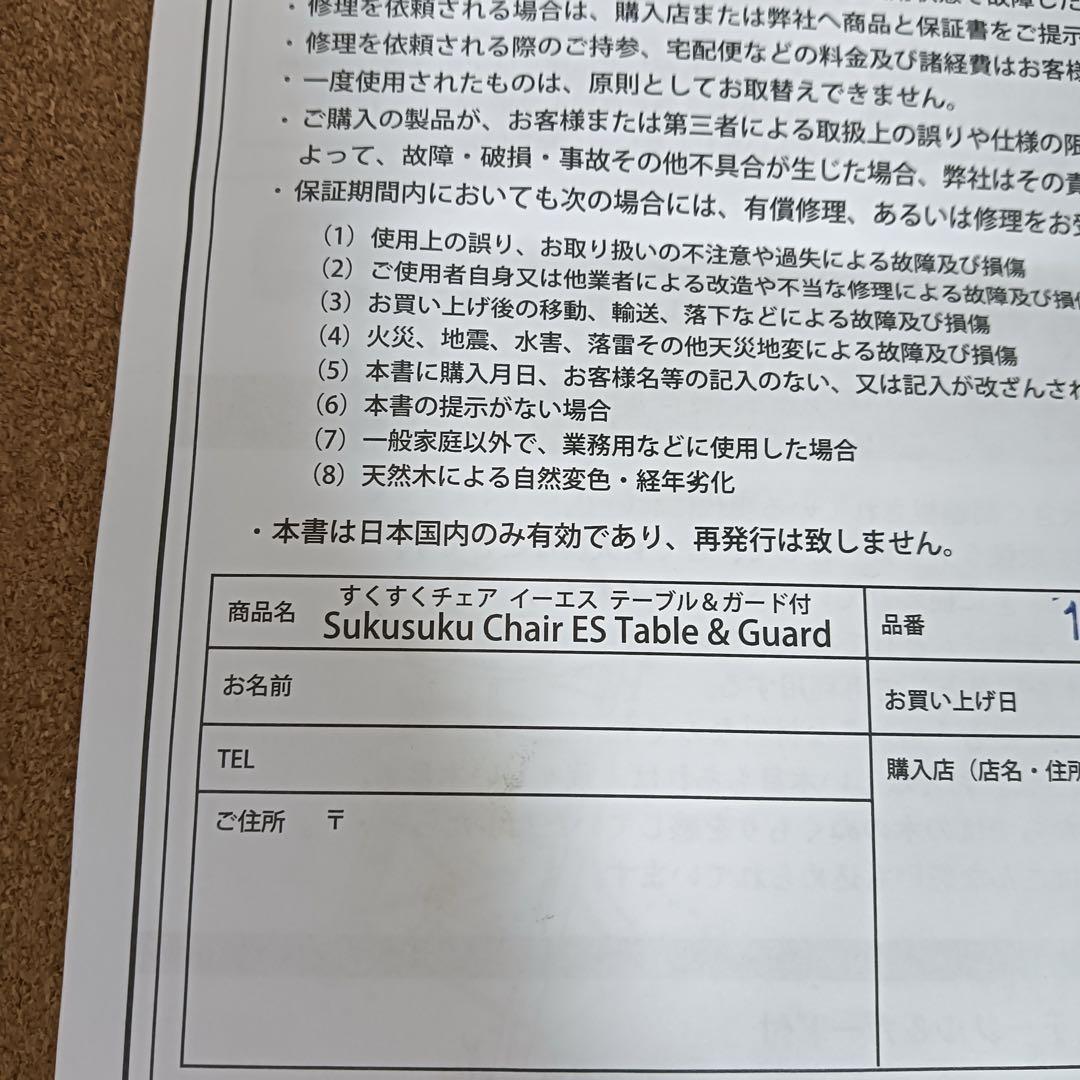 ・修理を依頼される場合は、購入店または弊社へ商品と保証書をご提示
・修理を依頼される際のご持参、宅配便などの料金及び諸経費はお客様
・一度使用されたものは、原則としてお取替えできません。
・ご購入の製品が、お客様または第三者による取扱上の誤りや仕様の限
よって、故障・破損・事故その他不具合が生じた場合、弊社はその責
・保証期間内においても次の場合には、有償修理、あるいは修理をお受
（1）使用上の誤り、お取り扱いの不注意や過失による故障及び損傷
（2）ご使用者自身又は他業者による改造や不当な修理による故障及び損傷
（3）お買い上げ後の移動、輸送、落下などによる故障及び損傷
（4）火災、地震、水害、落雷その他天災地変による故障及び損傷
（5）本書に購入月日、お客様名等の記入のない、又は記入が改ざんされ
（6）本書の提示がない場合
（7）一般家庭以外で、業務用などに使用した場合
（8）天然木による自然変色・経年劣化
・本書は日本国内のみ有効であり、再発行は致しません。
商品名
すくすくチェア イーエス テーブル＆ガード付
Sukusuku Chair ES Table & Guard
品番
1
お名前
お買い上げ日
TEL
購入店（店名・住所
ご住所 〒